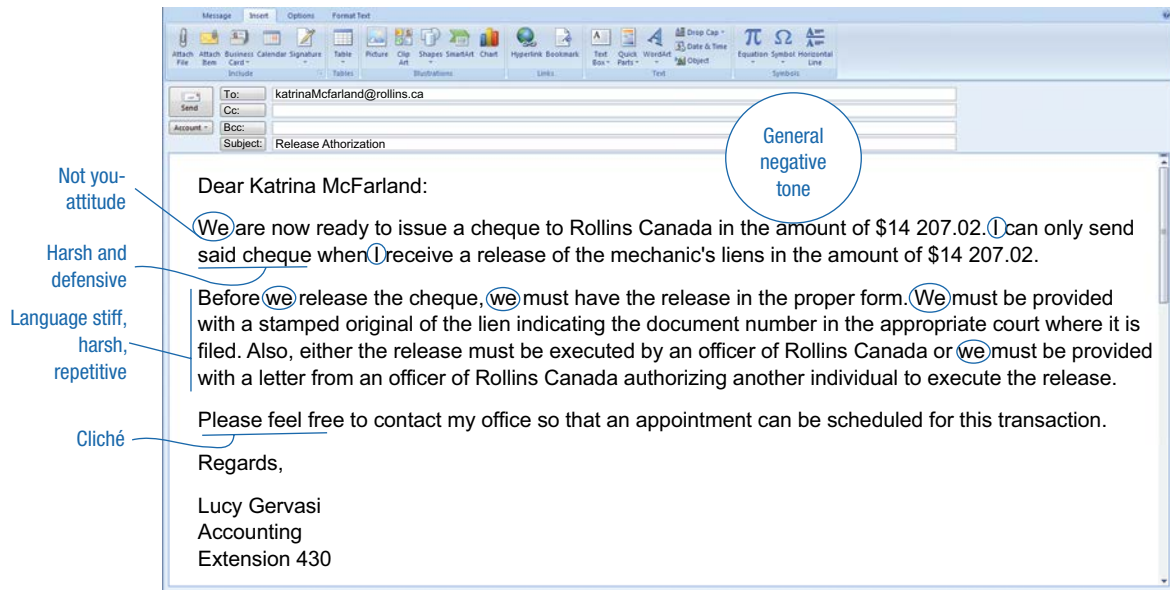 Message Insert Options Format Text
Attach File Attach Item Business Card Calendar Signature Table Picture Clip Art Shapes SmartArt Chart Hyperlink Bookmark Text Box Quick Parts WordArt Drop Cap Date & Time Object Equation Symbol Horizontal Line
Include Tables Illustrations Links Text Symbols
Send
Account
To: katrinaMcfarland@rollins.ca
Cc:
Bcc:
Subject: Release Athorization
General
negative
tone
Not you-
attitude
Dear Katrina McFarland:
We are now ready to issue a cheque to Rollins Canada in the amount of $14 207.02. I can only send
said cheque when I receive a release of the mechanic's liens in the amount of $14 207.02.
Harsh and
defensive
Before we release the cheque, we must have the release in the proper form. We must be provided
with a stamped original of the lien indicating the document number in the appropriate court where it is
filed. Also, either the release must be executed by an officer of Rollins Canada or we must be provided
with a letter from an officer of Rollins Canada authorizing another individual to execute the release.
Language stiff,
harsh,
repetitive
Please feel free to contact my office so that an appointment can be scheduled for this transaction.
Cliché
Regards,
Lucy Gervasi
Accounting
Extension 430